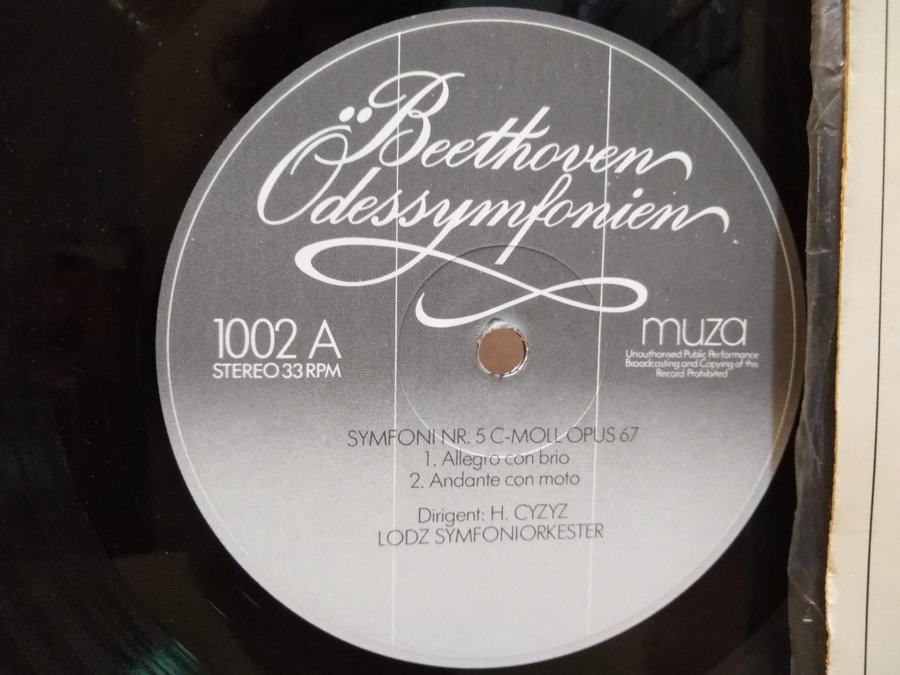 Beethoven
Ödessymfonien
1002 A
STEREO 33 RPM
muza
Unauthorised Public Performance
Broadcasting and Copying of this
Record Prohibited
SYMFONI NR. 5 C-MOLL OPUS 67
1. Allegro con brio
2. Andante con moto
Dirigent: H. CYZYZ
LODZ SYMFONIORKESTER